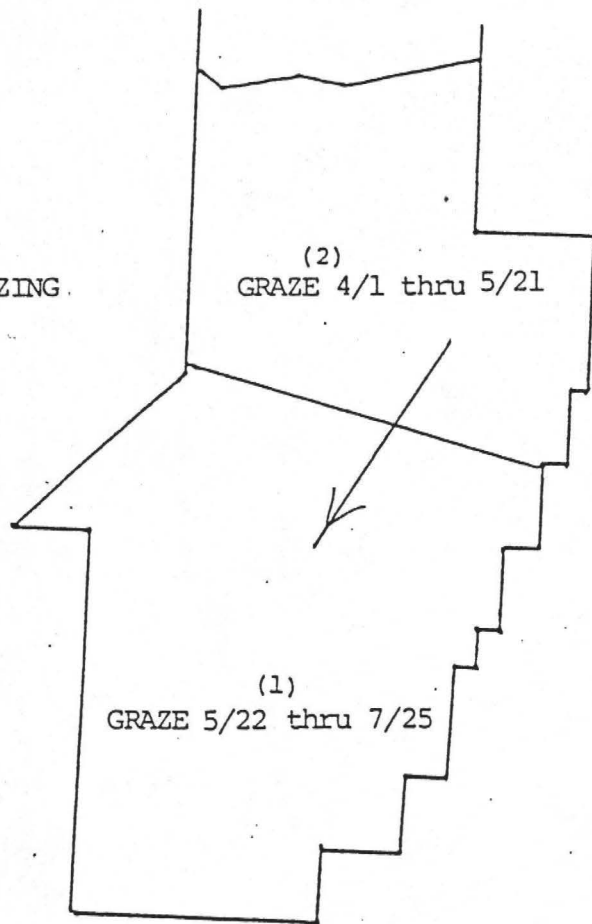 (2)
ZING GRAZE 4/1 thru 5/21
(1)
GRAZE 5/22 thru 7/25